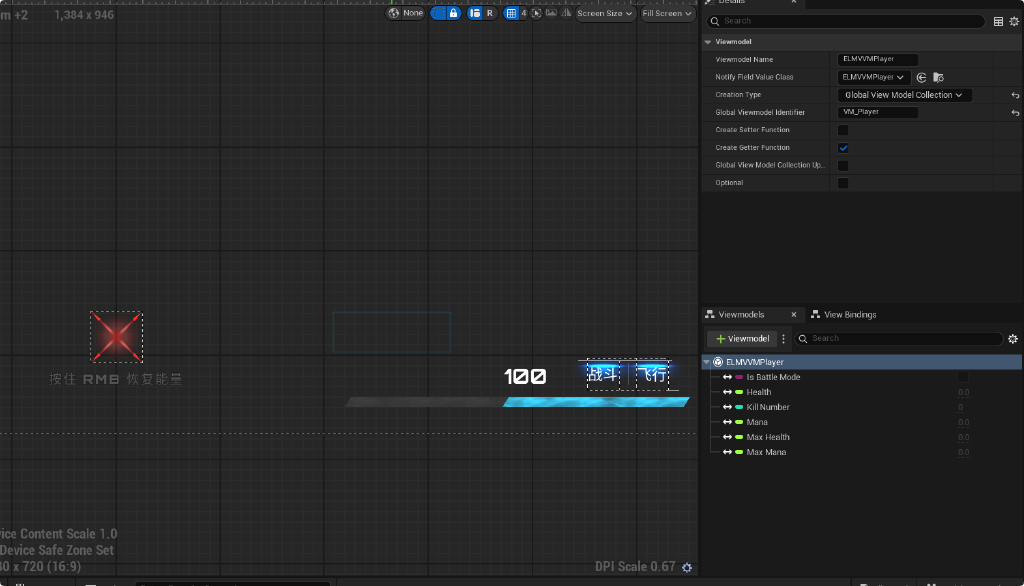 m +2
1,384 x 946
None
R
4
Screen Size
Fill Screen
Details
Search
Viewmodel
Viewmodel Name
ELMVVMPlayer
Notify Field Value Class
ELMVVMPlayer
Creation Type
Global View Model Collection
Global Viewmodel Identifier
VM_Player
Create Setter Function
Create Getter Function
Global View Model Collection Up...
Optional
按住 RMB 恢复能量
100
战斗
飞行
Viewmodels
View Bindings
+ Viewmodel
Search
ELMVVMPlayer
Is Battle Mode
Health
0.0
Kill Number
0
Mana
0.0
Max Health
0.0
Max Mana
0.0
vice Content Scale 1.0
Device Safe Zone Set
80 x 720 (16:9)
DPI Scale 0.67